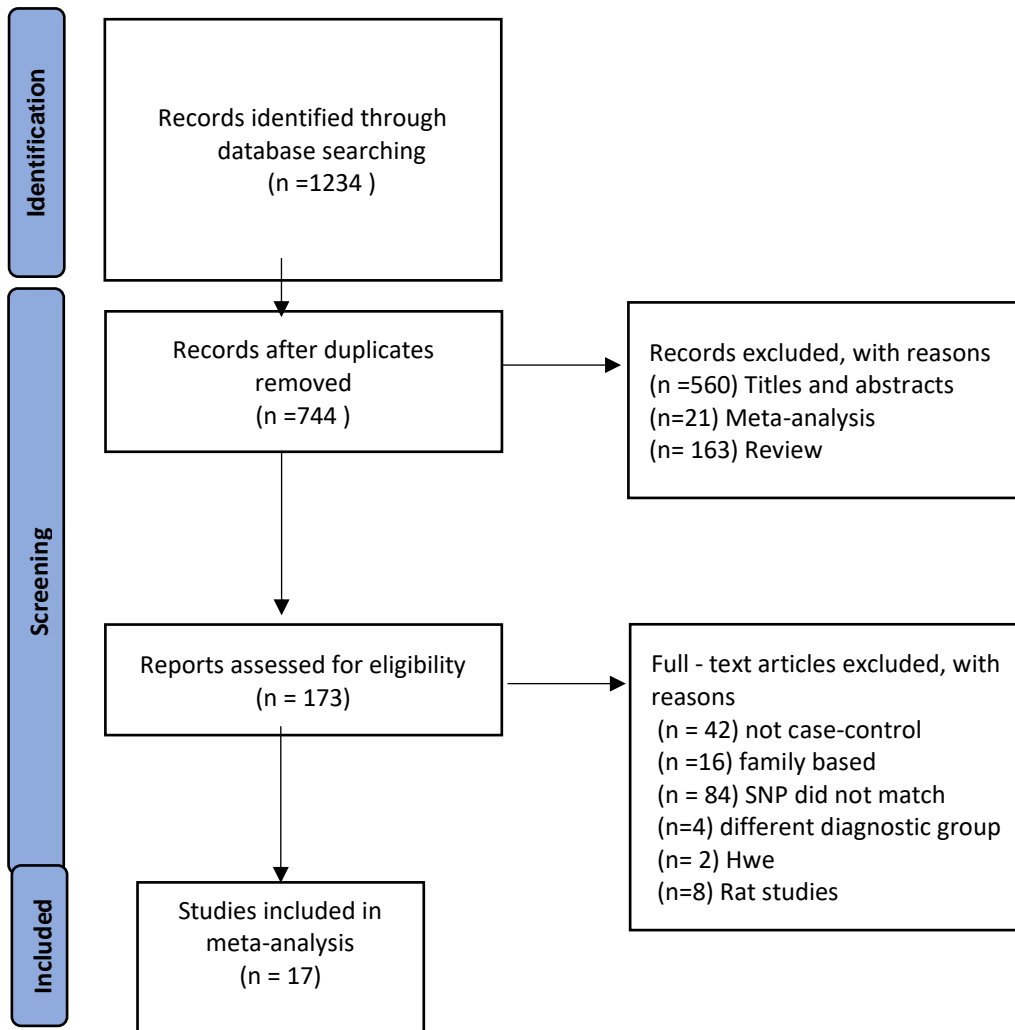 Identification
Records identified through
database searching
(n =1234 )
Screening
Records after duplicates
removed
(n =744 )
Records excluded, with reasons
(n =560) Titles and abstracts
(n=21) Meta-analysis
(n= 163) Review
Reports assessed for eligibility
(n = 173)
Full - text articles excluded, with
reasons
(n = 42) not case-control
(n =16) family based
(n = 84) SNP did not match
(n=4) different diagnostic group
(n= 2) Hwe
(n=8) Rat studies
Included
Studies included in
meta-analysis
(n = 17)